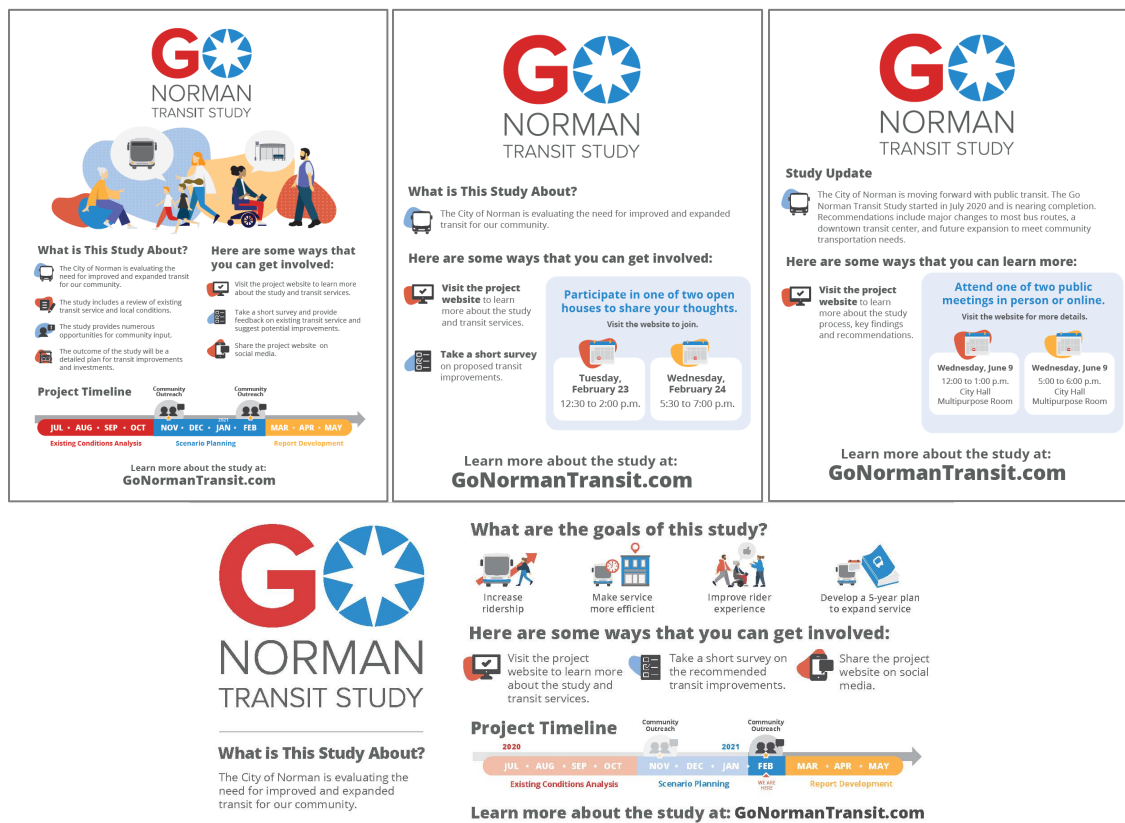 GO
NORMAN
TRANSIT STUDY
What is This Study About?
The City of Norman is evaluating the
need for improved and expanded transit
for our community.
The study includes a review of existing
transit service and local conditions.
The study provides numerous
opportunities for community input.
The outcome of the study will be a
detailed plan for transit improvements
and investments.
Here are some ways that
you can get involved:
Visit the project website to learn more
about the study and transit services.
Take a short survey and provide
feedback on existing transit service and
suggest potential improvements.
Share the project website on
social media.
Project Timeline
Community
Outreach
Community
Outreach
2021
JUL • AUG • SEP • OCT NOV • DEC • JAN • FEB MAR • APR • MAY
Existing Conditions Analysis Scenario Planning Report Development
Learn more about the study at:
GoNormanTransit.com
GO
NORMAN
TRANSIT STUDY
What is This Study About?
The City of Norman is evaluating the need for improved and expanded
transit for our community.
Here are some ways that you can get involved:
Visit the project
website to learn
more about the study
and transit services.
Take a short survey
on proposed transit
improvements.
Participate in one of two open
houses to share your thoughts.
Visit the website to join.
Tuesday,
February 23
12:30 to 2:00 p.m.
Wednesday,
February 24
5:30 to 7:00 p.m.
Learn more about the study at:
GoNormanTransit.com
GO
NORMAN
TRANSIT STUDY
Study Update
The City of Norman is moving forward with public transit. The Go
Norman Transit Study started in July 2020 and is nearing completion.
Recommendations include major changes to most bus routes, a
downtown transit center, and future expansion to meet community
transportation needs.
Here are some ways that you can learn more:
Visit the project
website to learn
more about the study
process, key findings
and recommendations.
Attend one of two public
meetings in person or online.
Visit the website for more details.
Wednesday, June 9
12:00 to 1:00 p.m.
City Hall
Multipurpose Room
Wednesday, June 9
5:00 to 6:00 p.m.
City Hall
Multipurpose Room
Learn more about the study at:
GoNormanTransit.com
GO
NORMAN
TRANSIT STUDY
What is This Study About?
The City of Norman is evaluating the
need for improved and expanded
transit for our community.
What are the goals of this study?
Increase
ridership
Make service
more efficient
Improve rider
experience
Develop a 5-year plan
to expand service
Here are some ways that you can get involved:
Visit the project
website to learn more
about the study and
transit services.
Take a short survey on
the recommended
transit improvements.
Share the project
website on social
media.
Project Timeline
Community
Outreach
Community
Outreach
2020 2021
JUL • AUG • SEP • OCT NOV • DEC • JAN • FEB MAR • APR • MAY
Existing Conditions Analysis Scenario Planning WE ARE Report Development
HERE
Learn more about the study at: GoNormanTransit.com